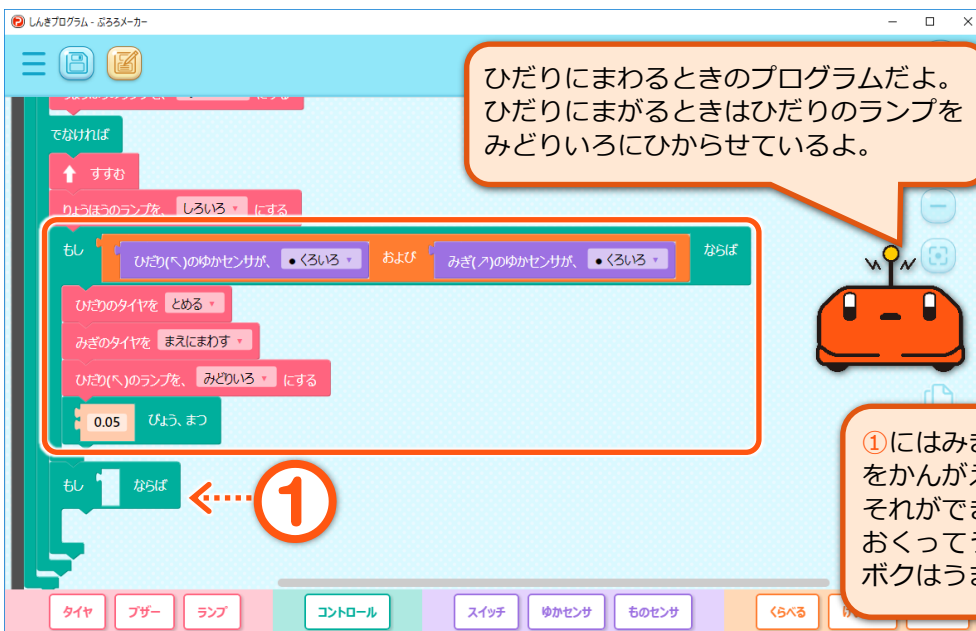 しんきプログラム - ぷろろメーカー
ひだりにまわるときのプログラムだよ。
ひだりにまがるときはひだりのランプを
みどりいろにひからせているよ。
にする
でなければ
すすむ
りょうほうのランプを、 しろいろ にする
もし ひだり(↖)のゆかセンサが、 ●くろいろ および みぎ(↗)のゆかセンサが、 ●くろいろ ならば
ひだりのタイヤを とめる
みぎのタイヤを まえにまわす
ひだり(↖)のランプを、 みどりいろ にする
0.05 びょう、まつ
もし ならば
①
①にはみ
をかんが
それができ
おくって
ボクはうま
タイヤ ブザー ランプ コントロール スイッチ ゆかセンサ ものセンサ くらべる